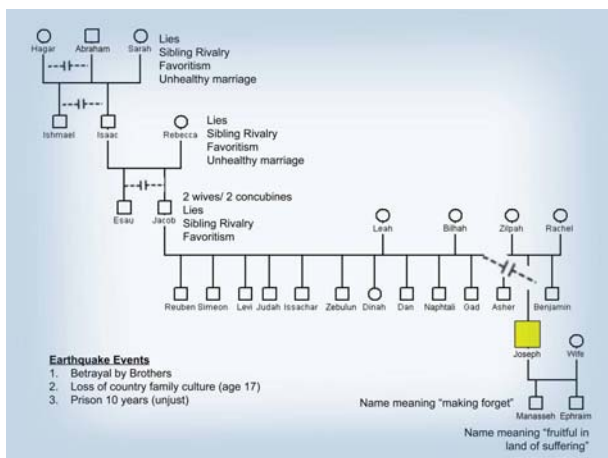 Hagar Abraham Sarah
Lies
Sibling Rivalry
Favoritism
Unhealthy marriage
Ishmael Isaac Rebecca
Lies
Sibling Rivalry
Favoritism
Unhealthy marriage
Esau Jacob
2 wives/ 2 concubines
Lies
Sibling Rivalry
Favoritism
Leah Bilhah Zilpah Rachel
Reuben Simeon Levi Judah Issachar Zebulun Dinah Dan Naphtali Gad Asher Benjamin
Joseph Wife
Earthquake Events
1. Betrayal by Brothers
2. Loss of country family culture (age 17)
3. Prison 10 years (unjust)
Name meaning “making forget”
Manasseh Ephraim
Name meaning “fruitful in
land of suffering”